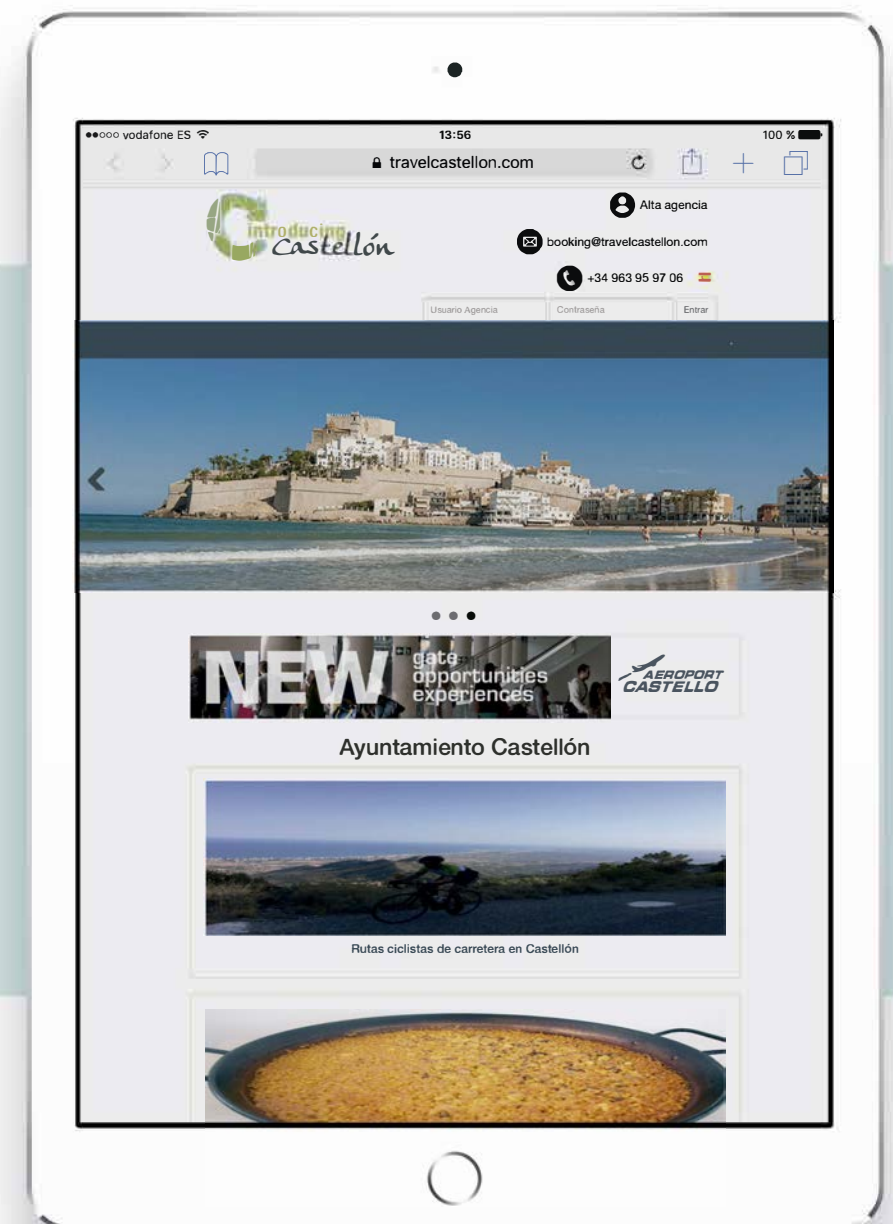 vodafone ES
13:56
100 %
travelcastellon.com
introducing
Castellón
Alta agencia
booking@travelcastellon.com
+34 963 95 97 06
Usuario Agencia
Contraseña
Entrar
NEW
gate
opportunities
experiences
AEROPORT
CASTELLO
Ayuntamiento Castellón
Rutas ciclistas de carretera en Castellón